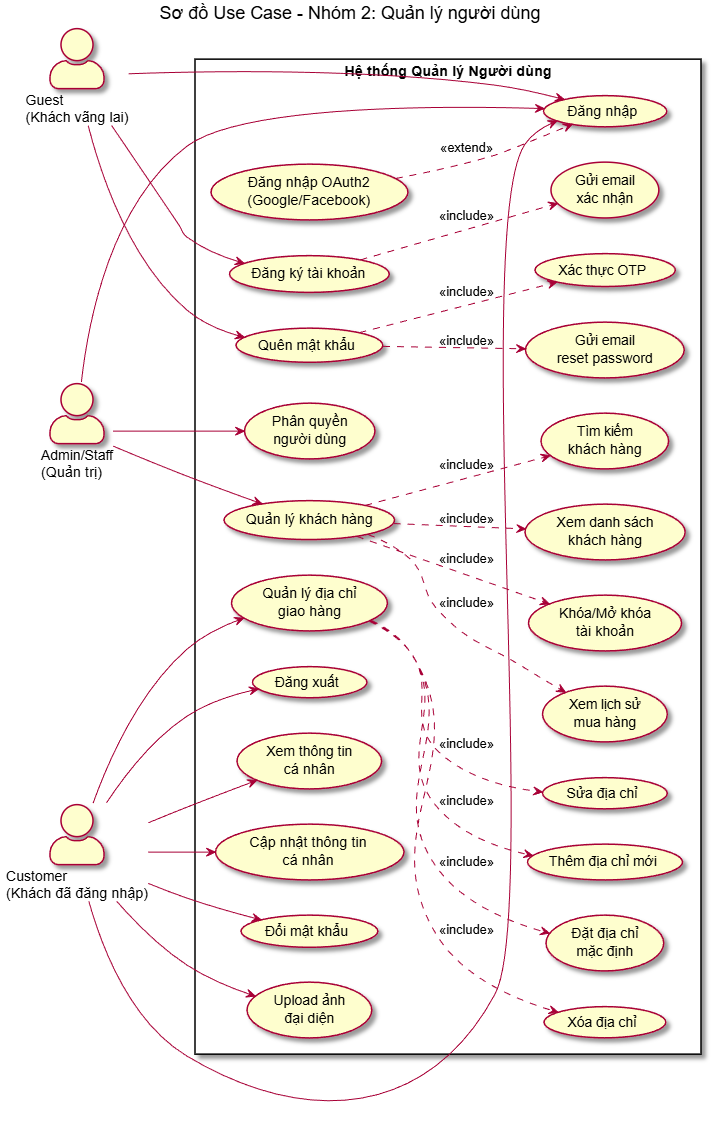 Sơ đồ Use Case - Nhóm 2: Quản lý người dùng
Hệ thống Quản lý Người dùng
Guest
(Khách vãng lai)
Đăng nhập
«extend»
Đăng nhập OAuth2
(Google/Facebook)
Gửi email
xác nhận
«include»
Đăng ký tài khoản
Xác thực OTP
«include»
Quên mật khẩu
«include»
Gửi email
reset password
Admin/Staff
(Quản trị)
Phân quyền
người dùng
Tìm kiếm
khách hàng
«include»
Quản lý khách hàng
«include»
Xem danh sách
khách hàng
«include»
Khóa/Mở khóa
tài khoản
«include»
Xem lịch sử
mua hàng
Quản lý địa chỉ
giao hàng
Đăng xuất
Xem thông tin
cá nhân
«include»
Sửa địa chỉ
Customer
(Khách đã đăng nhập)
Cập nhật thông tin
cá nhân
«include»
Thêm địa chỉ mới
«include»
Đặt địa chỉ
mặc định
Đổi mật khẩu
«include»
Xóa địa chỉ
Upload ảnh
đại diện